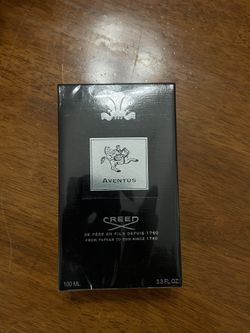 AVENTUS
CREED
DE PÈRE EN FILS DEPUIS 1760
FROM FATHER TO SON SINCE 1760
100 ML
3.3 FL.OZ.